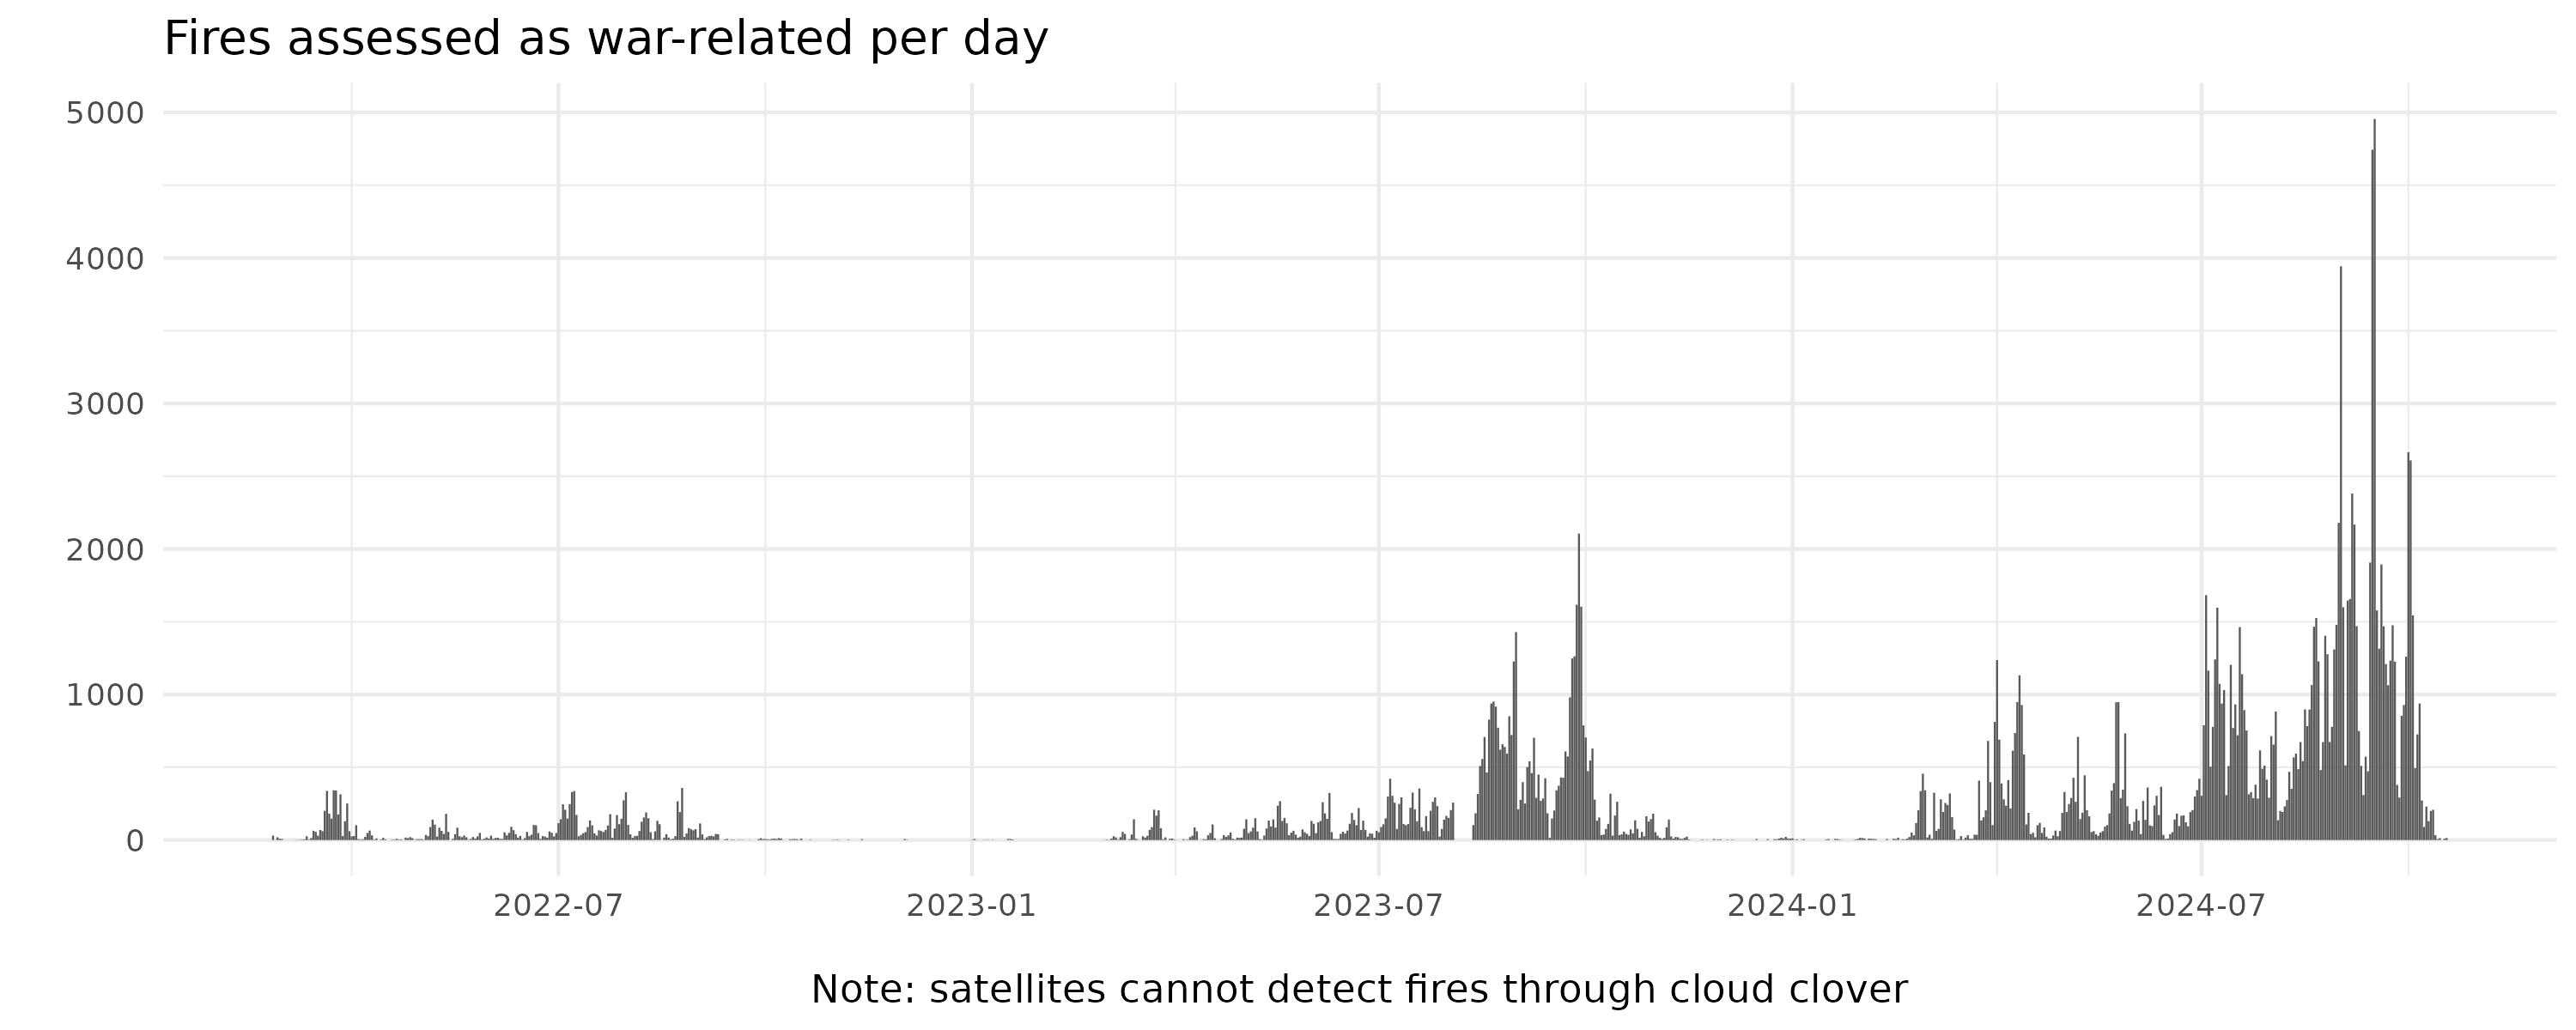 Fires assessed as war-related per day
5000
4000
3000
2000
1000
0
2022-07 2023-01 2023-07 2024-01 2024-07
Note: satellites cannot detect fires through cloud clover